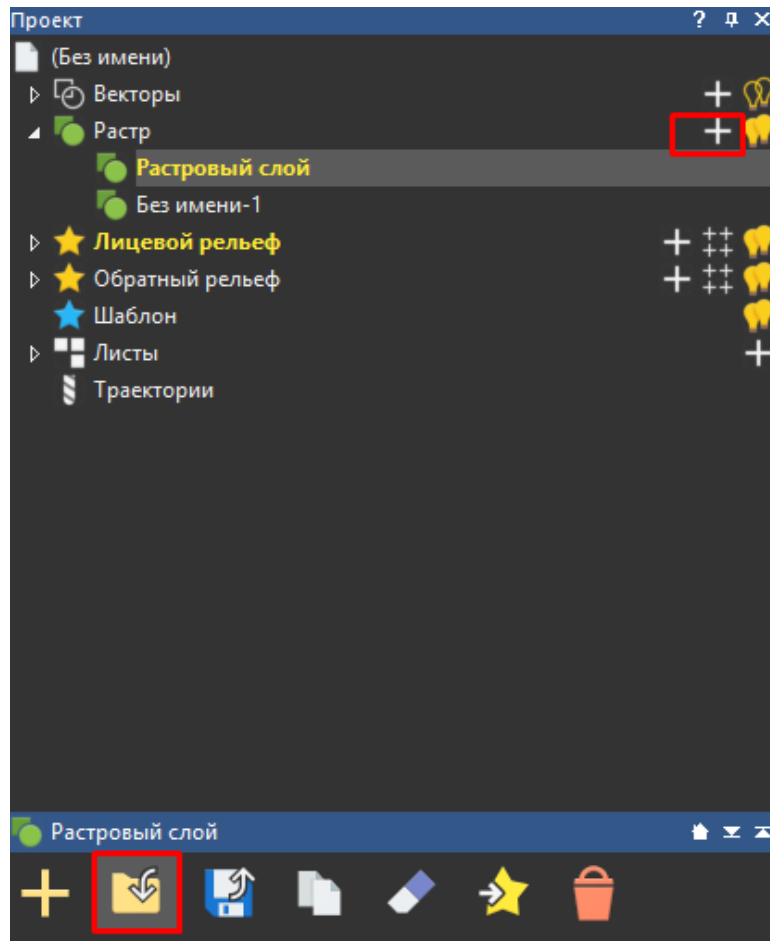 Проект
(Без имени)
Векторы
Растр
Растровый слой
Без имени-1
Лицевой рельеф
Обратный рельеф
Шаблон
Листы
Траектории
Растровый слой